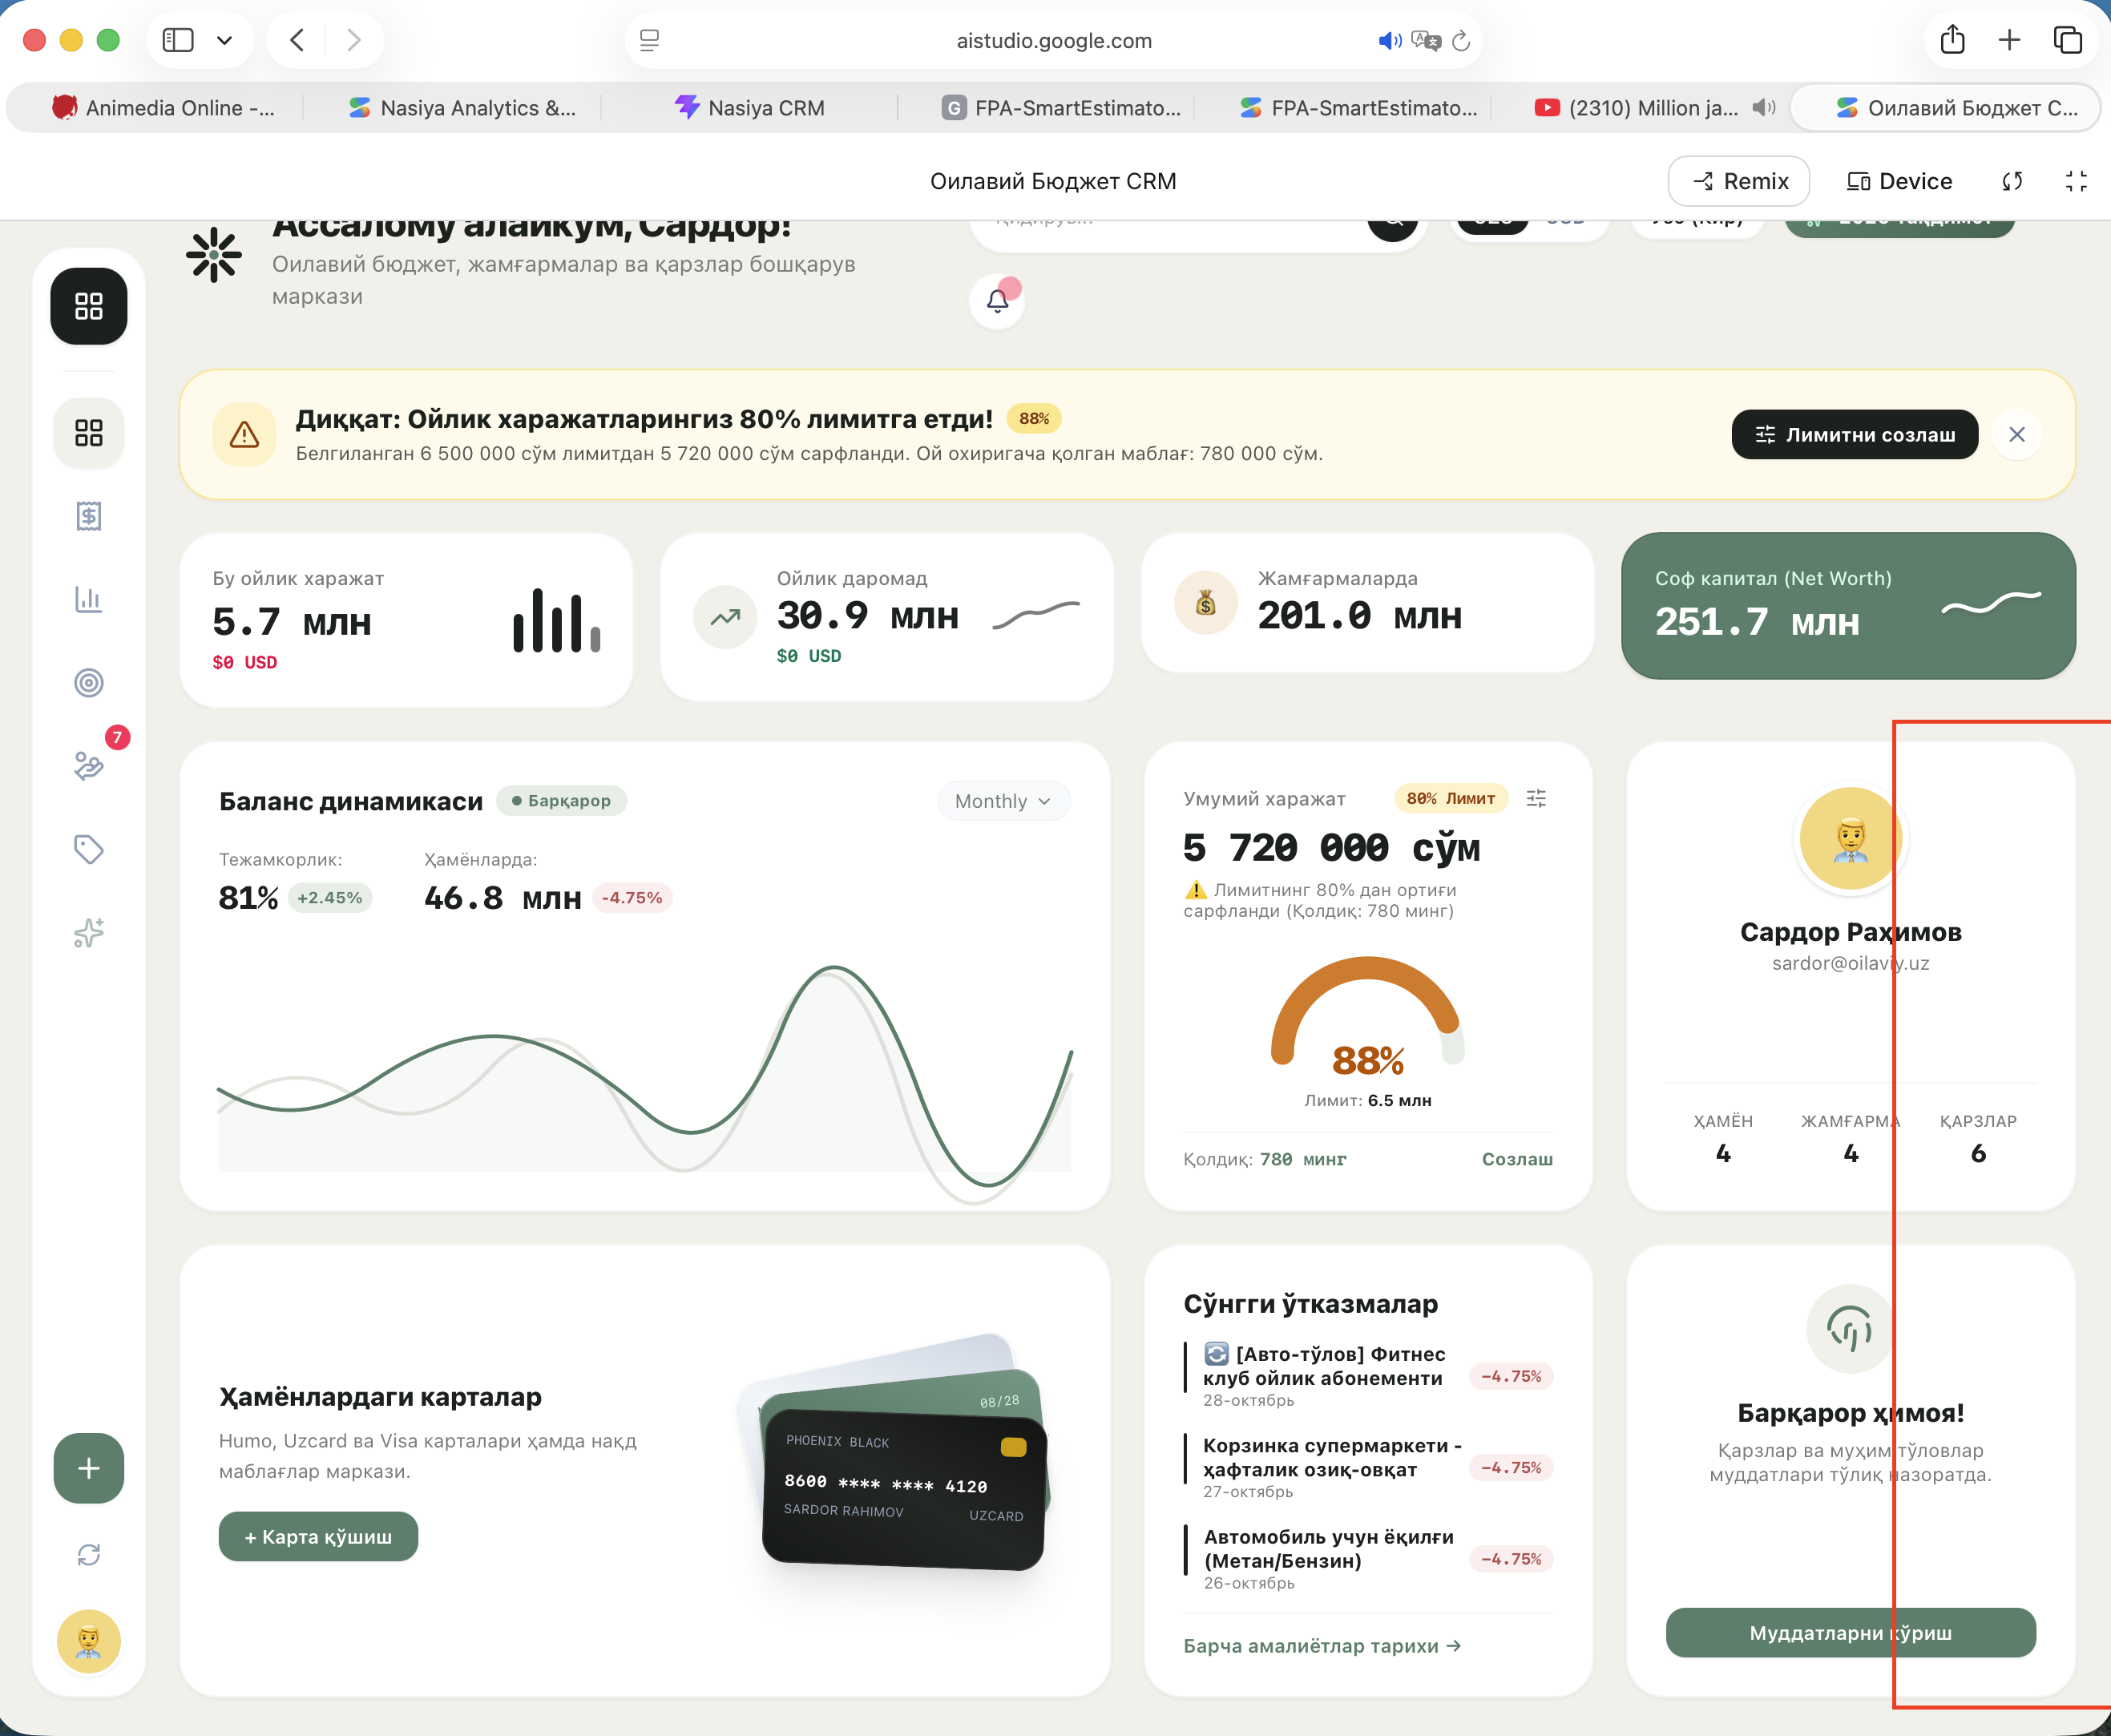 aistudio.google.com
Animedia Online -...
Nasiya Analytics &...
Nasiya CRM
FPA-SmartEstimato...
FPA-SmartEstimato...
(2310) Million ja...
Оилавий Бюджет C...
Оилавий Бюджет CRM
Remix
Device
Ассалому алайкум, Сардор!
Оилавий бюджет, жамғармалар ва қарзлар бошқарув
маркази
Диққат: Ойлик харажатларингиз 80% лимитга етди! 88%
Белгиланган 6 500 000 сўм лимитдан 5 720 000 сўм сарфланди. Ой охиригача қолган маблағ: 780 000 сўм.
Лимитни созлаш
Бу ойлик харажат
5.7 млн
$0 USD
Ойлик даромад
30.9 млн
$0 USD
Жамғармаларда
201.0 млн
Соф капитал (Net Worth)
251.7 млн
7
Баланс динамикаси
Барқарор
Monthly
Тежамкорлик:
81% +2.45%
Ҳамёнларда:
46.8 млн -4.75%
Умумий харажат
80% Лимит
5 720 000 сўм
⚠️ Лимитнинг 80% дан ортиғи
сарфланди (Қолдиқ: 780 минг)
88%
Лимит: 6.5 млн
Қолдиқ: 780 минг
Созлаш
Сардор Раҳимов
sardor@oilaviy.uz
ҲАМЁН
4
ЖАМҒАРМА
4
ҚАРЗЛАР
6
Ҳамёнлардаги карталар
Humo, Uzcard ва Visa карталари ҳамда нақд
маблағлар маркази.
+ Карта қўшиш
08/28
PHOENIX BLACK
8600 **** **** 4120
SARDOR RAHIMOV
UZCARD
Сўнгги ўтказмалар
[Авто-тўлов] Фитнес
клуб ойлик абонементи
28-октябрь
−4.75%
Корзинка супермаркети -
ҳафталик озиқ-овқат
27-октябрь
−4.75%
Автомобиль учун ёқилғи
(Метан/Бензин)
26-октябрь
−4.75%
Барча амалиётлар тарихи →
Барқарор ҳимоя!
Қарзлар ва муҳим тўловлар
муддатлари тўлиқ назоратда.
Муддатларни кўриш